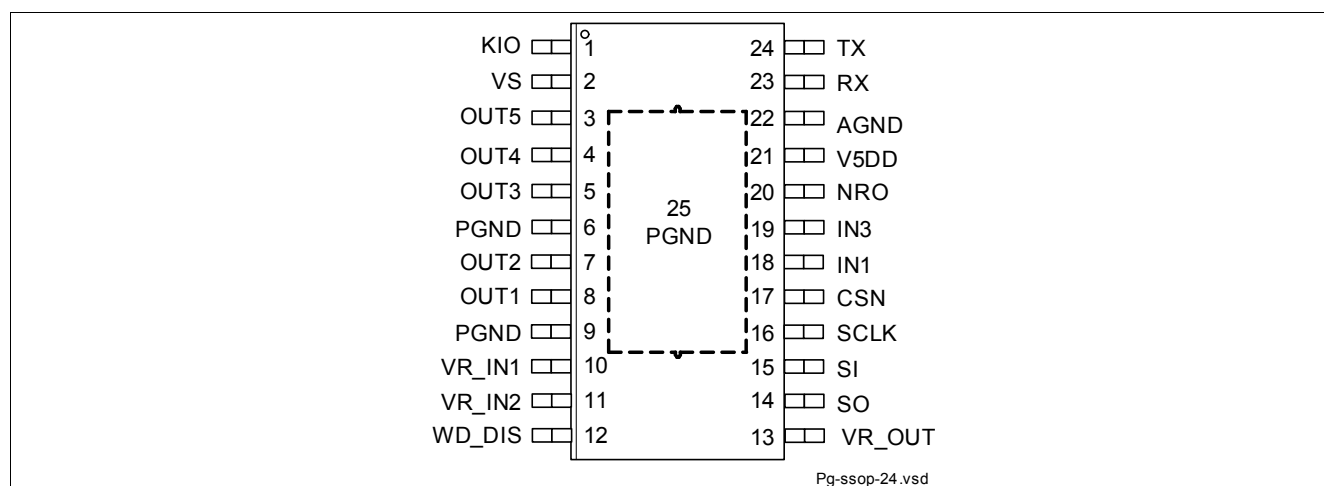 KIO 1 24 TX
VS 2 23 RX
OUT5 3 22 AGND
OUT4 4 21 V5DD
OUT3 5 20 NRO
PGND 6 19 IN3
OUT2 7 18 IN1
OUT1 8 17 CSN
PGND 9 16 SCLK
VR_IN1 10 15 SI
VR_IN2 11 14 SO
WD_DIS 12 13 VR_OUT
25
PGND
Pg-ssop-24.vsd